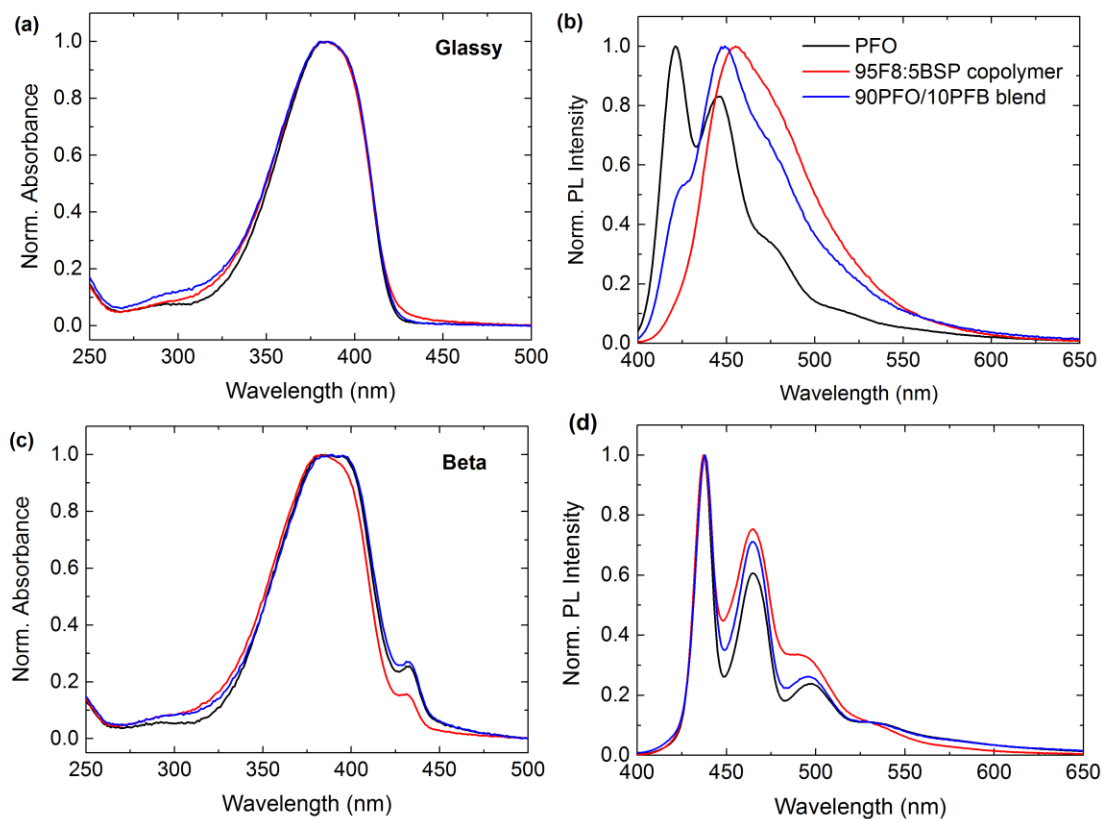 (a)
Glassy
Norm. Absorbance
1.0
0.8
0.6
0.4
0.2
0.0
250 300 350 400 450 500
Wavelength (nm)
(b)
PFO
95F8:5BSP copolymer
90PFO/10PFB blend
Norm. PL Intensity
1.0
0.8
0.6
0.4
0.2
0.0
400 450 500 550 600 650
Wavelength (nm)
(c)
Beta
Norm. Absorbance
1.0
0.8
0.6
0.4
0.2
0.0
250 300 350 400 450 500
Wavelength (nm)
(d)
Norm. PL Intensity
1.0
0.8
0.6
0.4
0.2
0.0
400 450 500 550 600 650
Wavelength (nm)